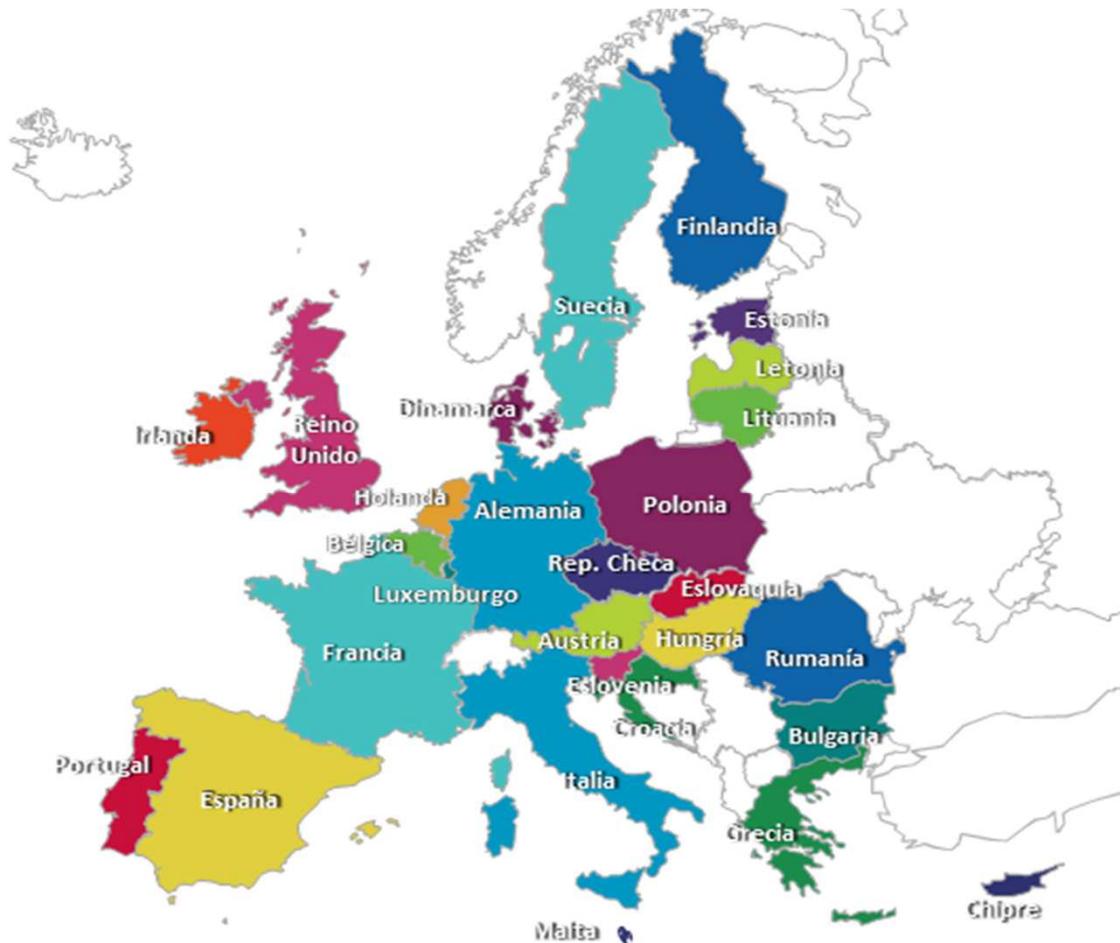 Finlandia
Suecia
Estonia
Letonia
Dinamarca
Lituania
Irlanda
Reino
Unido
Holanda
Alemania
Polonia
Bélgica
Rep. Checa
Luxemburgo
Eslovaquia
Francia
Austria
Hungría
Rumanía
Eslovenia
Croacia
Bulgaria
Portugal
España
Italia
Grecia
Chipre
Malta